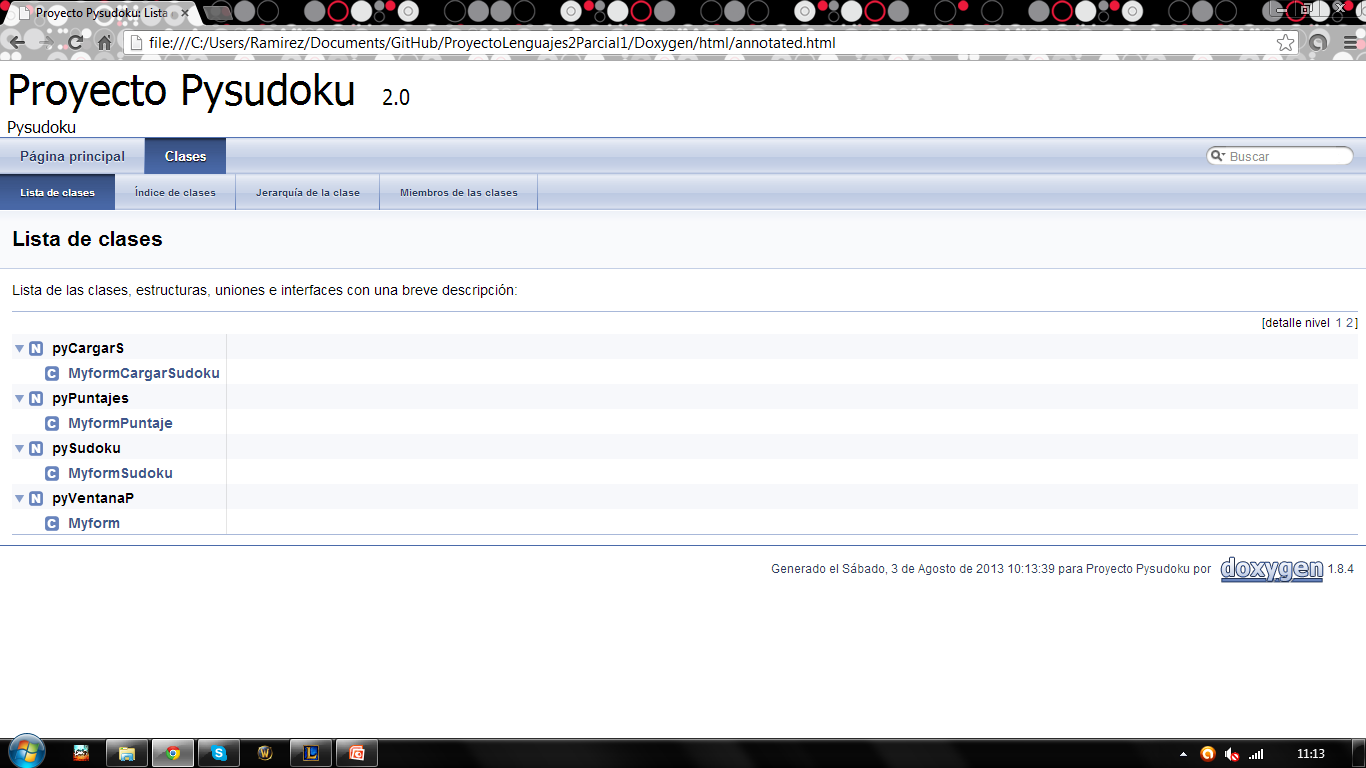 Proyecto Pysudoku: Lista
file:///C:/Users/Ramirez/Documents/GitHub/ProyectoLenguajes2Parcial1/Doxygen/html/annotated.html
Proyecto Pysudoku 2.0
Pysudoku
Página principal Clases Buscar
Lista de clases Índice de clases Jerarquía de la clase Miembros de las clases
Lista de clases
Lista de las clases, estructuras, uniones e interfaces con una breve descripción:
[detalle nivel 1 2]
N pyCargarS
C MyformCargarSudoku
N pyPuntajes
C MyformPuntaje
N pySudoku
C MyformSudoku
N pyVentanaP
C Myform
Generado el Sábado, 3 de Agosto de 2013 10:13:39 para Proyecto Pysudoku por doxygen 1.8.4
11:13